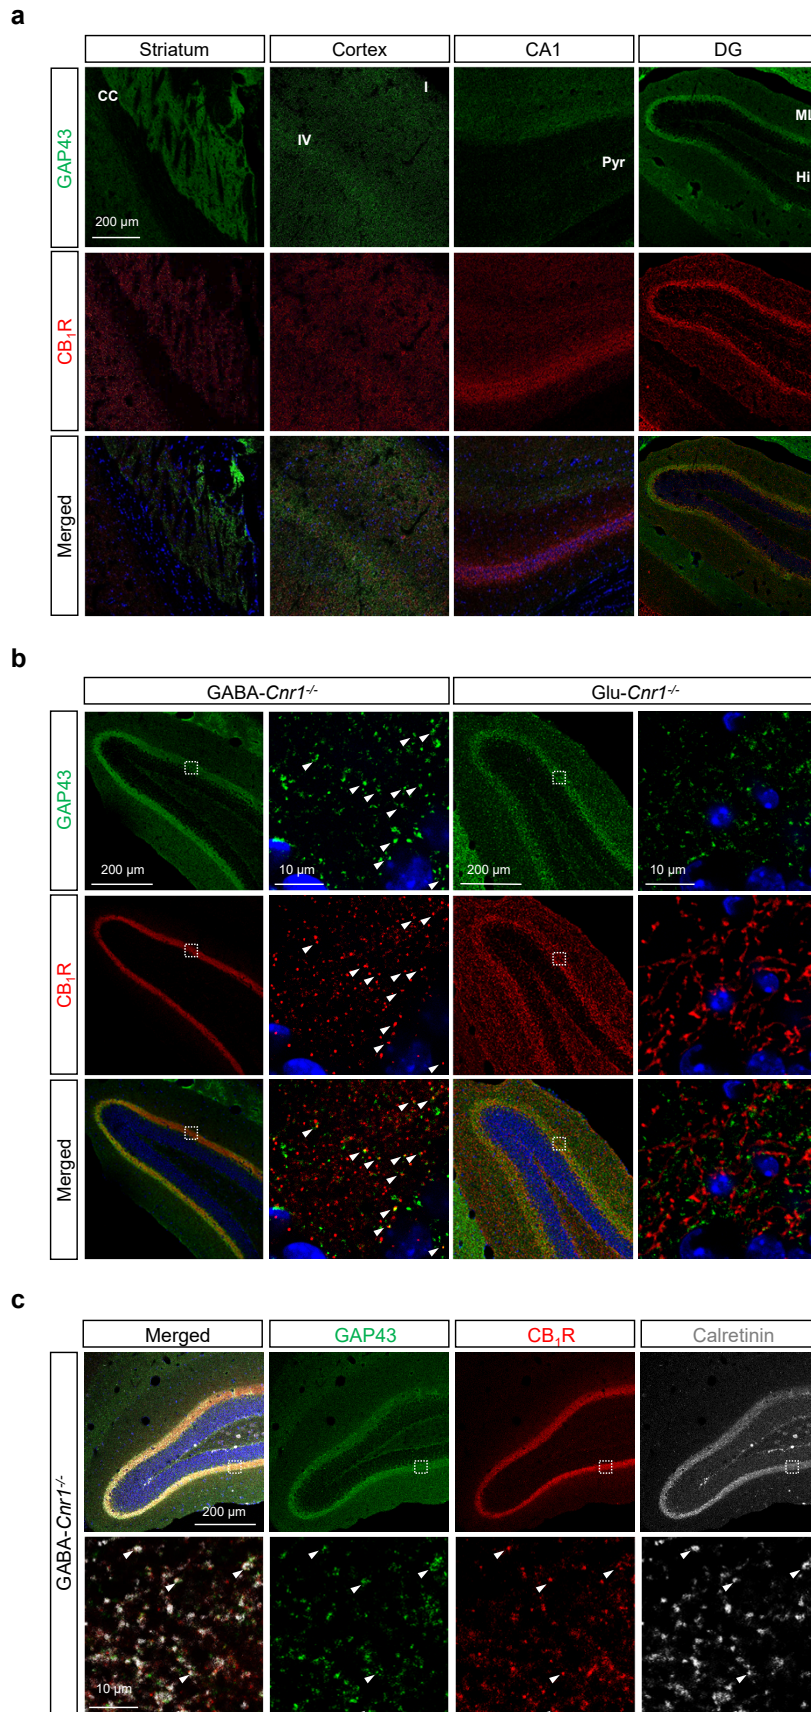 a
Striatum
Cortex
CA1
DG
GAP43
CC
200 µm
I
IV
Pyr
ML
Hi
CB₁R
Merged
b
GABA-Cnr1⁻/⁻
Glu-Cnr1⁻/⁻
GAP43
200 µm
10 µm
200 µm
10 µm
CB₁R
Merged
c
Merged
GAP43
CB₁R
Calretinin
GABA-Cnr1⁻/⁻
200 µm
10 µm